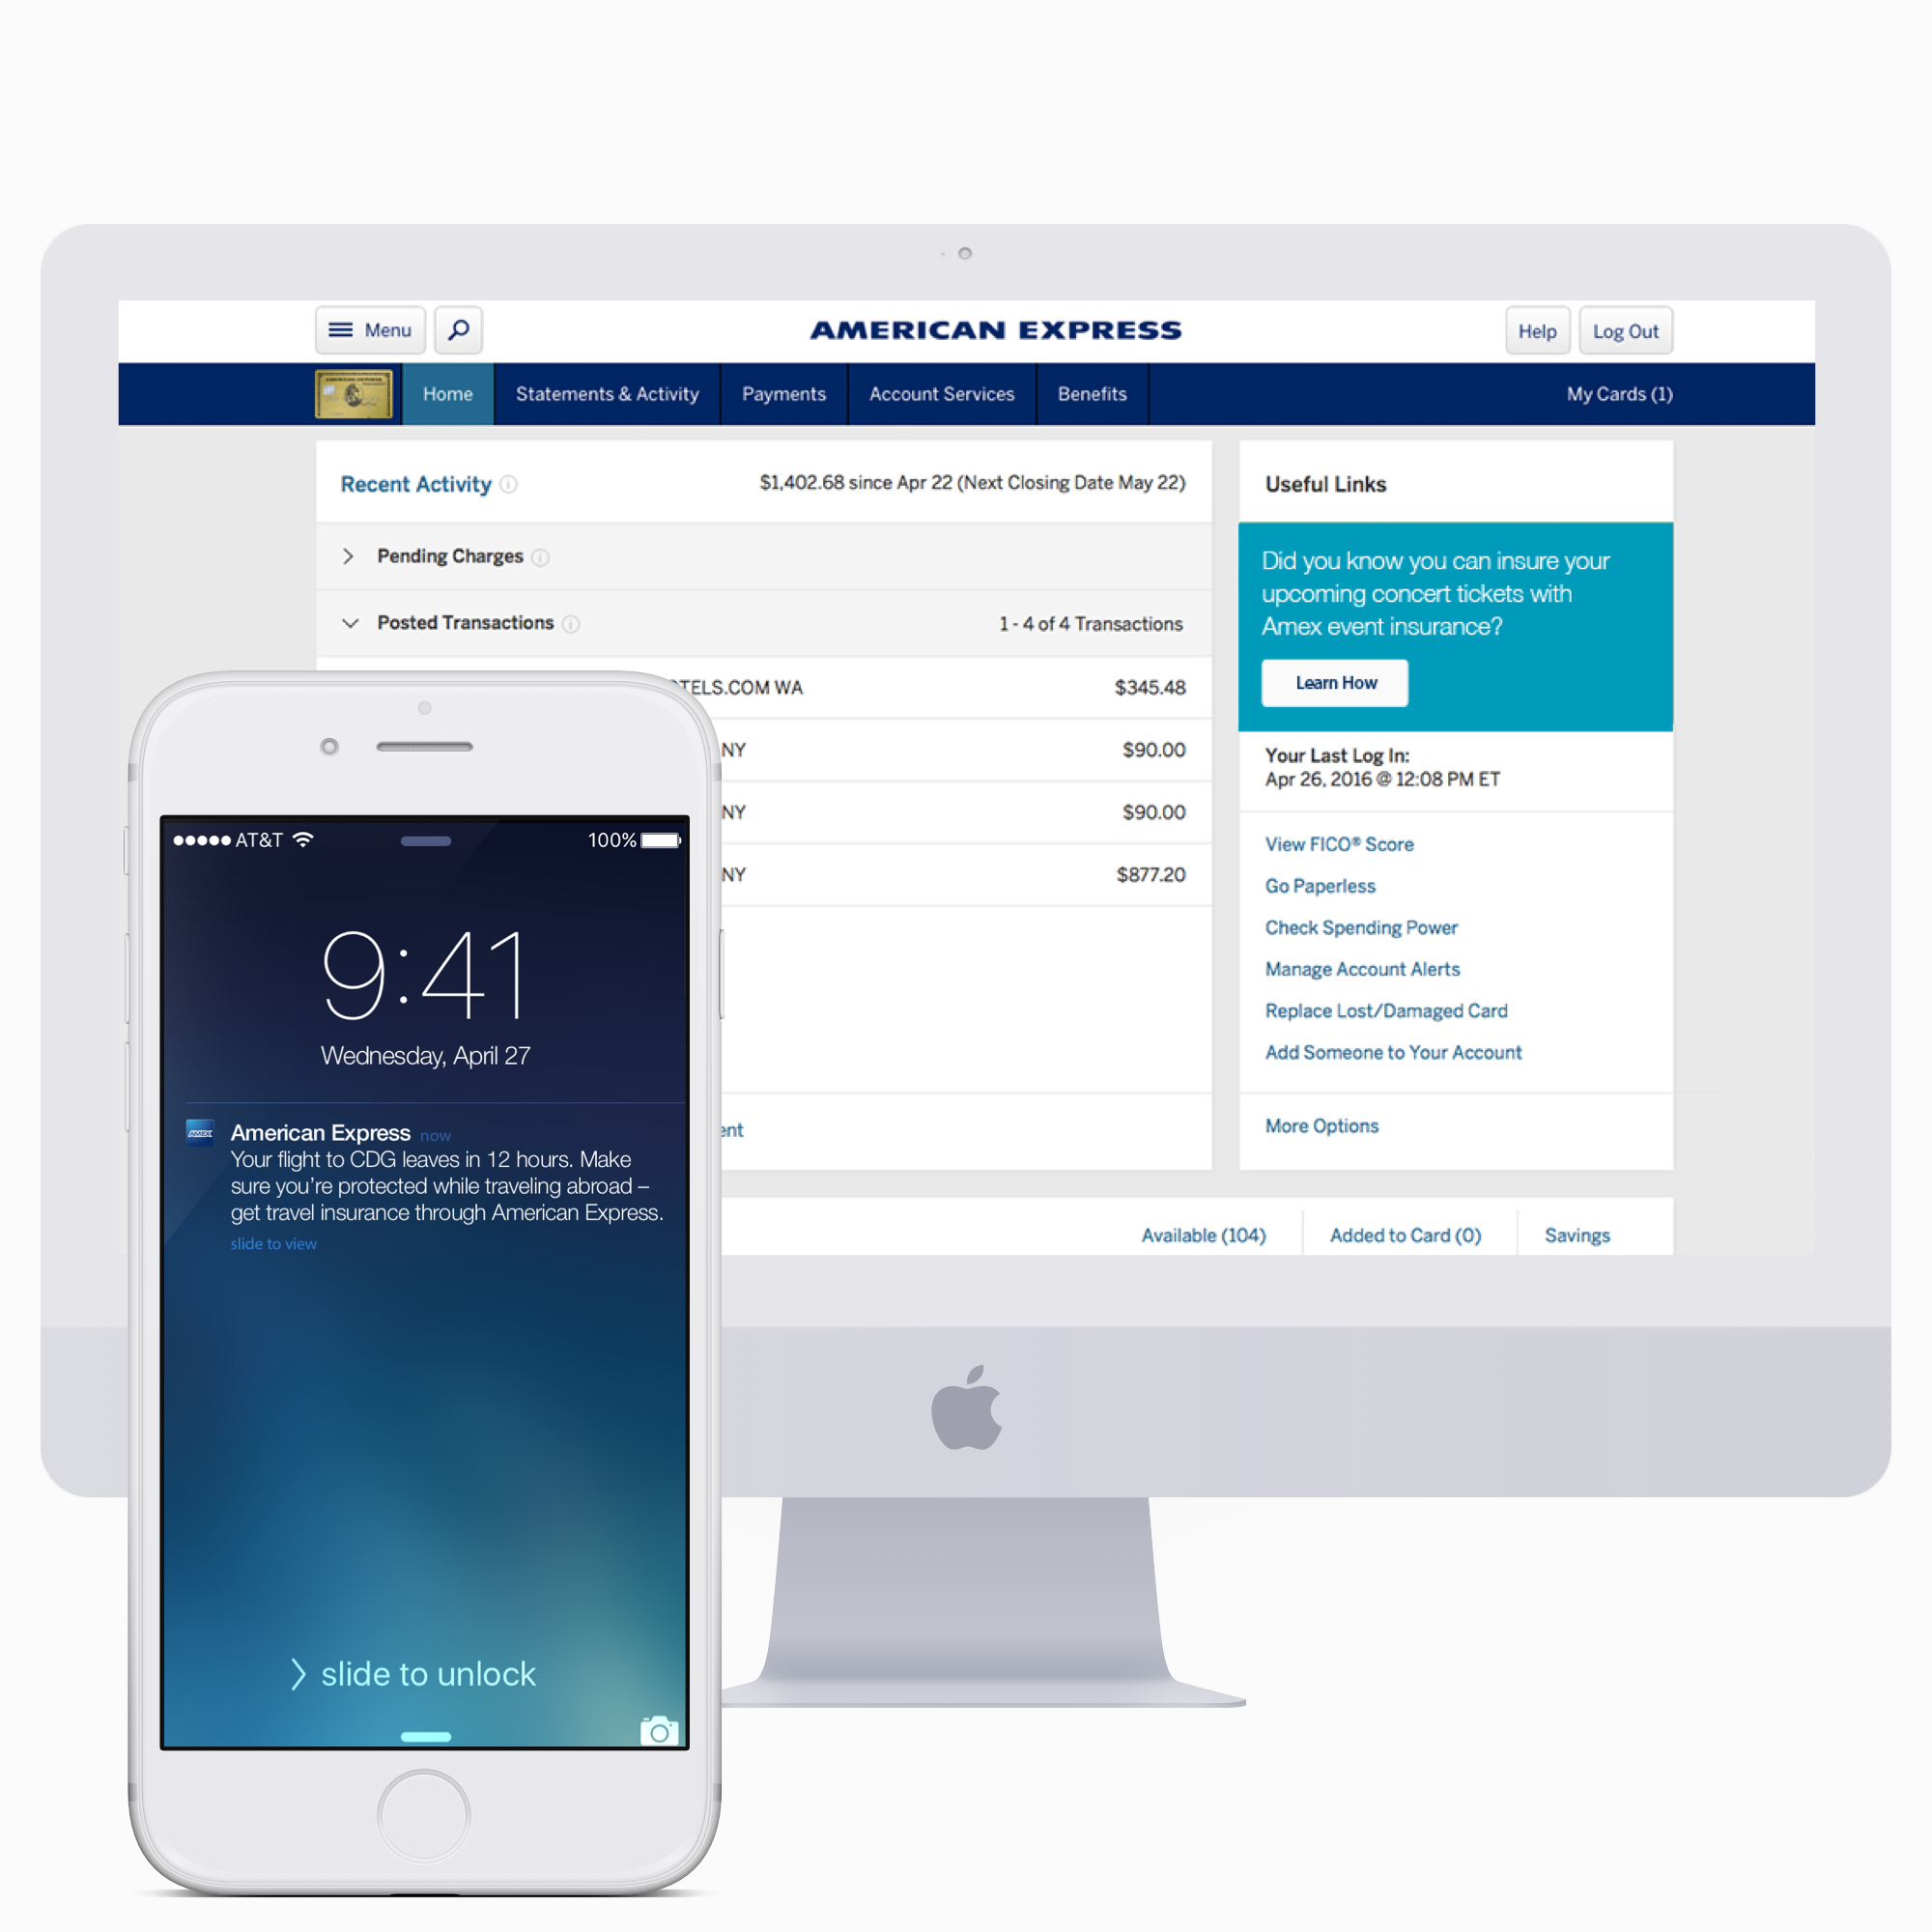 Menu
AMERICAN EXPRESS
Help
Log Out
Home
Statements & Activity
Payments
Account Services
Benefits
My Cards (1)
Recent Activity
$1,402.68 since Apr 22 (Next Closing Date May 22)
Pending Charges
Posted Transactions
1 - 4 of 4 Transactions
TELS.COM WA
$345.48
NY
$90.00
NY
$90.00
NY
$877.20
ent
Useful Links
Did you know you can insure your
upcoming concert tickets with
Amex event insurance?
Learn How
Your Last Log In:
Apr 26, 2016 @ 12:08 PM ET
View FICO® Score
Go Paperless
Check Spending Power
Manage Account Alerts
Replace Lost/Damaged Card
Add Someone to Your Account
More Options
Available (104)
Added to Card (0)
Savings
AT&T
100%
9:41
Wednesday, April 27
AMEX
American Express now
Your flight to CDG leaves in 12 hours. Make
sure you're protected while traveling abroad –
get travel insurance through American Express.
slide to view
slide to unlock